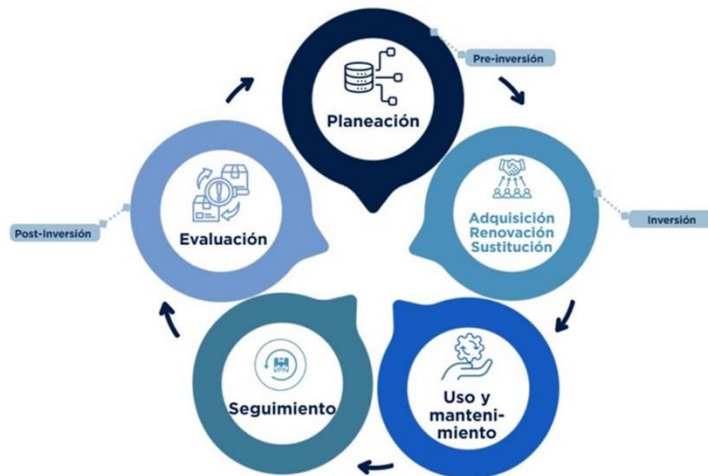 Planeación
Pre-inversión
Adquisición
Renovación
Sustitución
Inversión
Uso y
manteni-
miento
Seguimiento
Evaluación
Post-Inversión